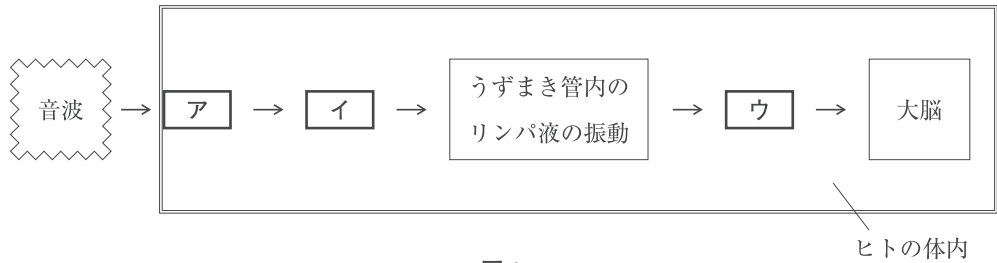 音波
ア
イ
うずまき管内の
リンパ液の振動
ウ
大脳
ヒトの体内